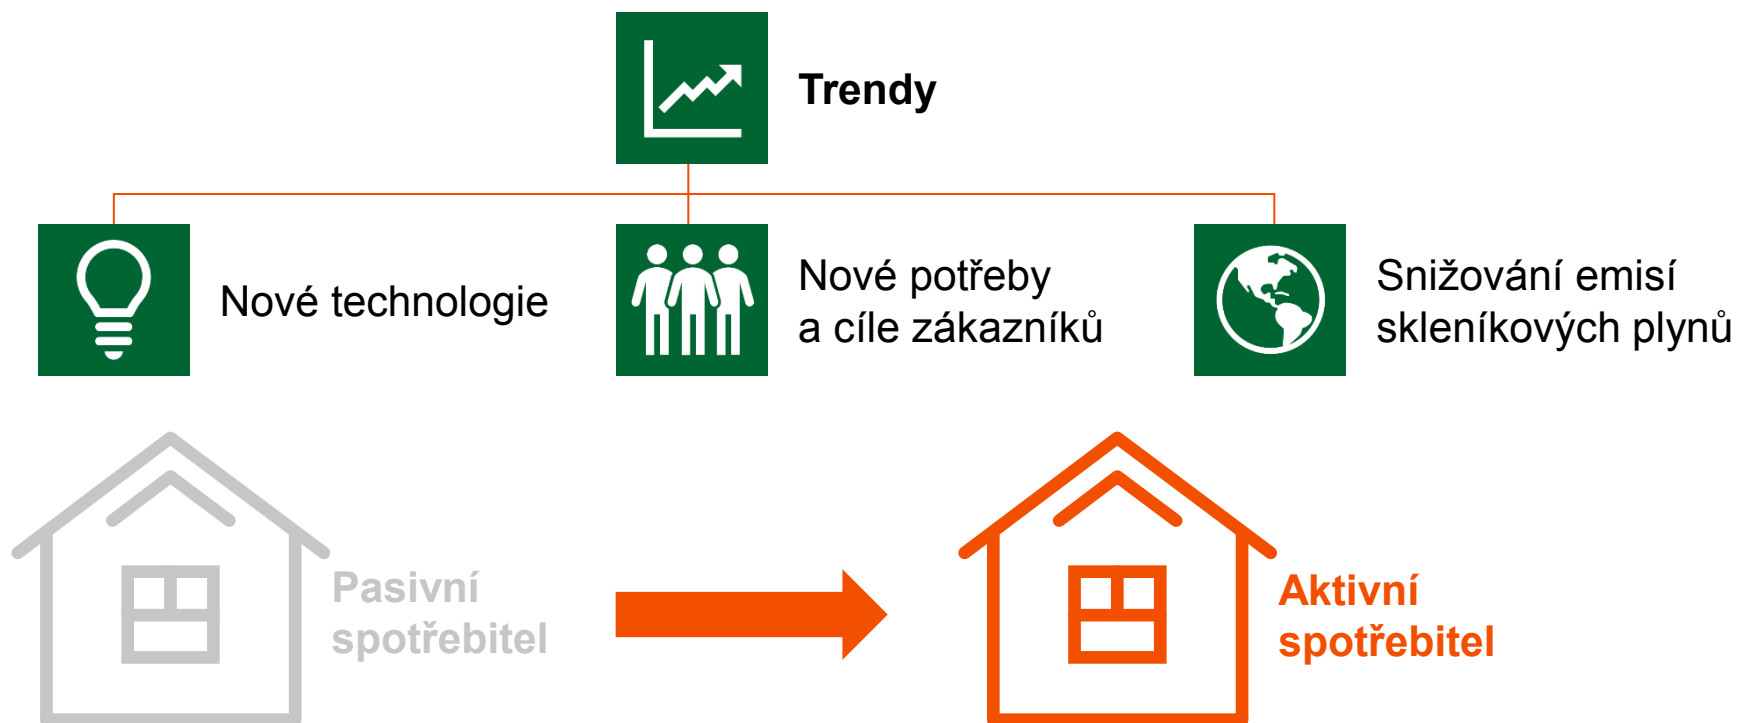 Trendy
Nové technologie
Nové potřeby
a cíle zákazníků
Snižování emisí
skleníkových plynů
Pasivní
spotřebitel
Aktivní
spotřebitel